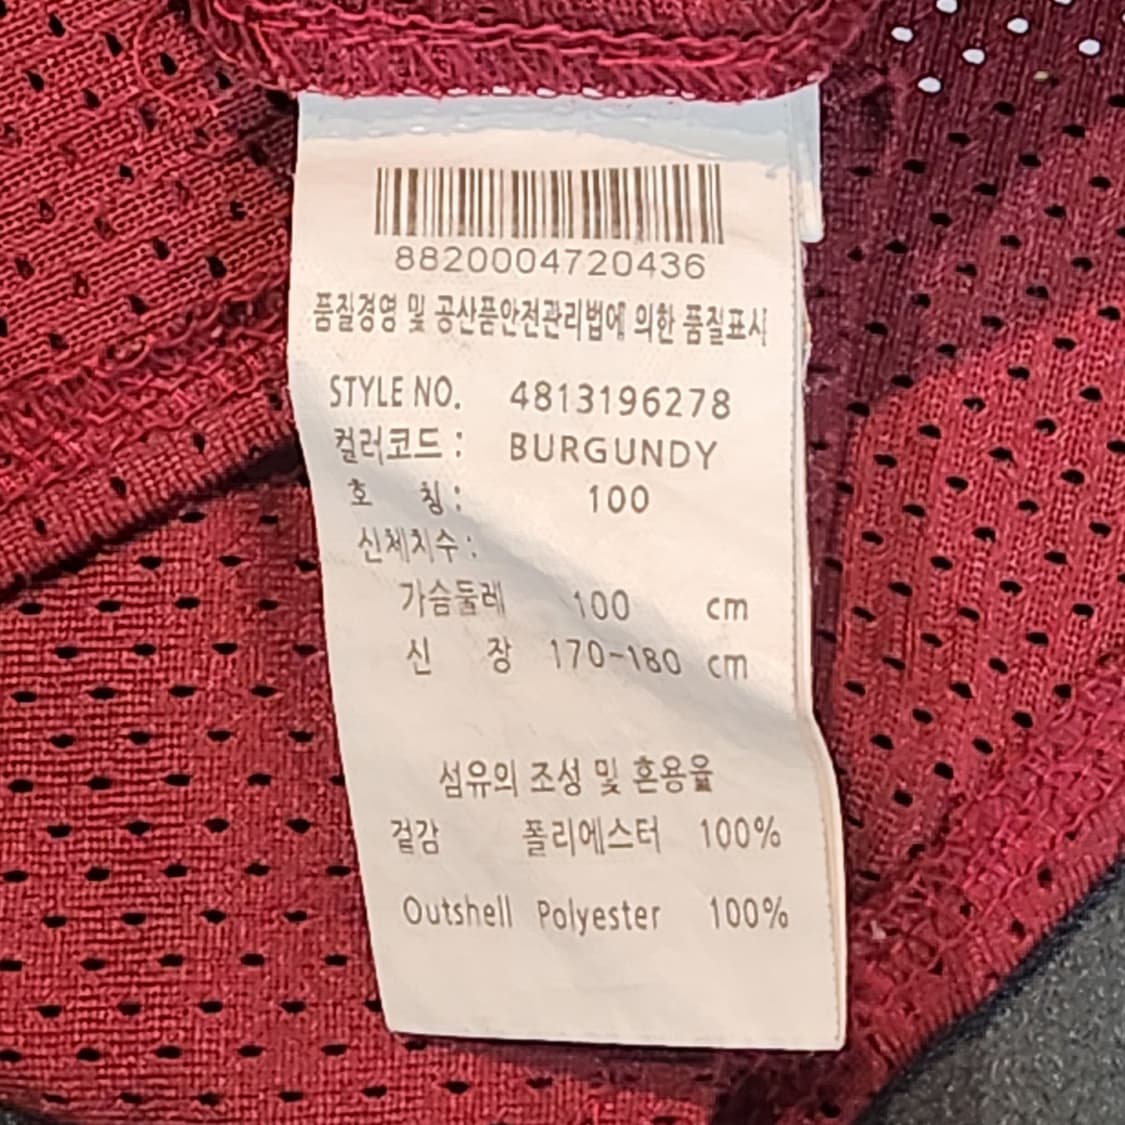 8820004720436
품질경영 및 공산품안전관리법에 의한 품질표시
STYLE NO. 4813196278
컬러코드 : BURGUNDY
호 칭 : 100
신체치수 :
가슴둘레 100 cm
신 장 170-180 cm
섬유의 조성 및 혼용율
겉감 폴리에스터 100%
Outshell Polyester 100%